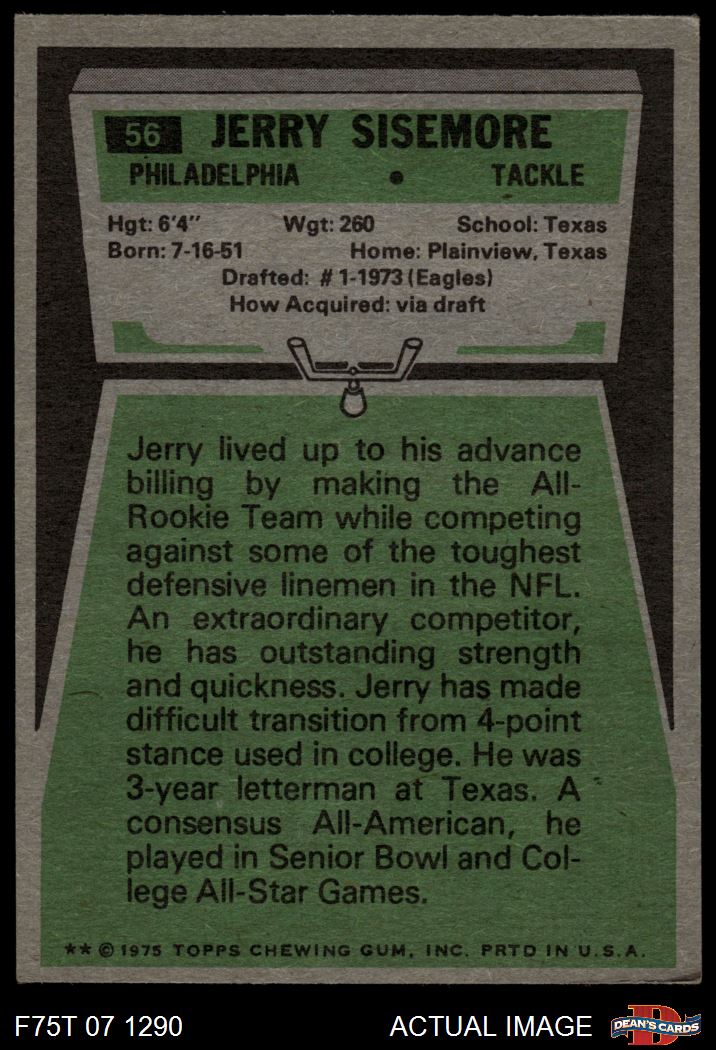 56 JERRY SISEMORE
PHILADELPHIA • TACKLE
Hgt: 6'4" Wgt: 260 School: Texas
Born: 7-16-51 Home: Plainview, Texas
Drafted: # 1-1973 (Eagles)
How Acquired: via draft
Jerry lived up to his advance
billing by making the All-
Rookie Team while competing
against some of the toughest
defensive linemen in the NFL.
An extraordinary competitor,
he has outstanding strength
and quickness. Jerry has made
difficult transition from 4-point
stance used in college. He was
3-year letterman at Texas. A
consensus All-American, he
played in Senior Bowl and Col-
lege All-Star Games.
** © 1975 TOPPS CHEWING GUM, INC. PRTD IN U.S.A.
F75T 07 1290 ACTUAL IMAGE D DEAN'S CARDS